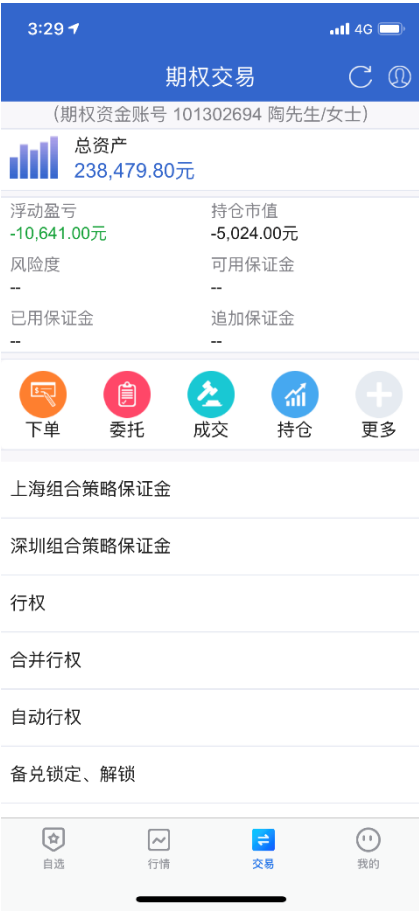 3:29 4G
期权交易
（期权资金账号 101302694 陶先生/女士）
总资产
238,479.80元
浮动盈亏 持仓市值
-10,641.00元 -5,024.00元
风险度 可用保证金
-- --
已用保证金 追加保证金
-- --
下单 委托 成交 持仓 更多
上海组合策略保证金
深圳组合策略保证金
行权
合并行权
自动行权
备兑锁定、解锁
自选 行情 交易 我的